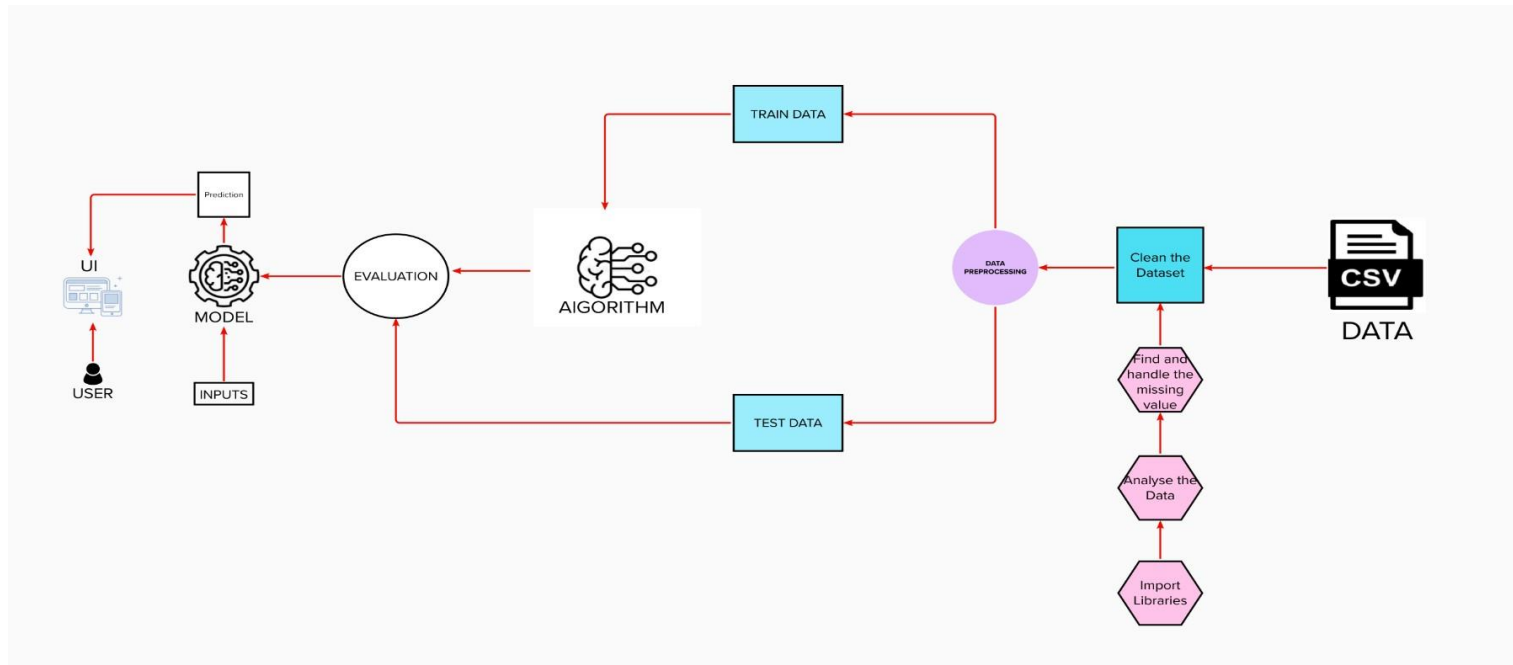 TRAIN DATA
Prediction
UI
MODEL
USER
INPUTS
EVALUATION
AIGORITHM
DATA
PREPROCESSING
Clean the
Dataset
CSV
DATA
Find and
handle the
missing
value
TEST DATA
Analyse the
Data
Import
Libraries